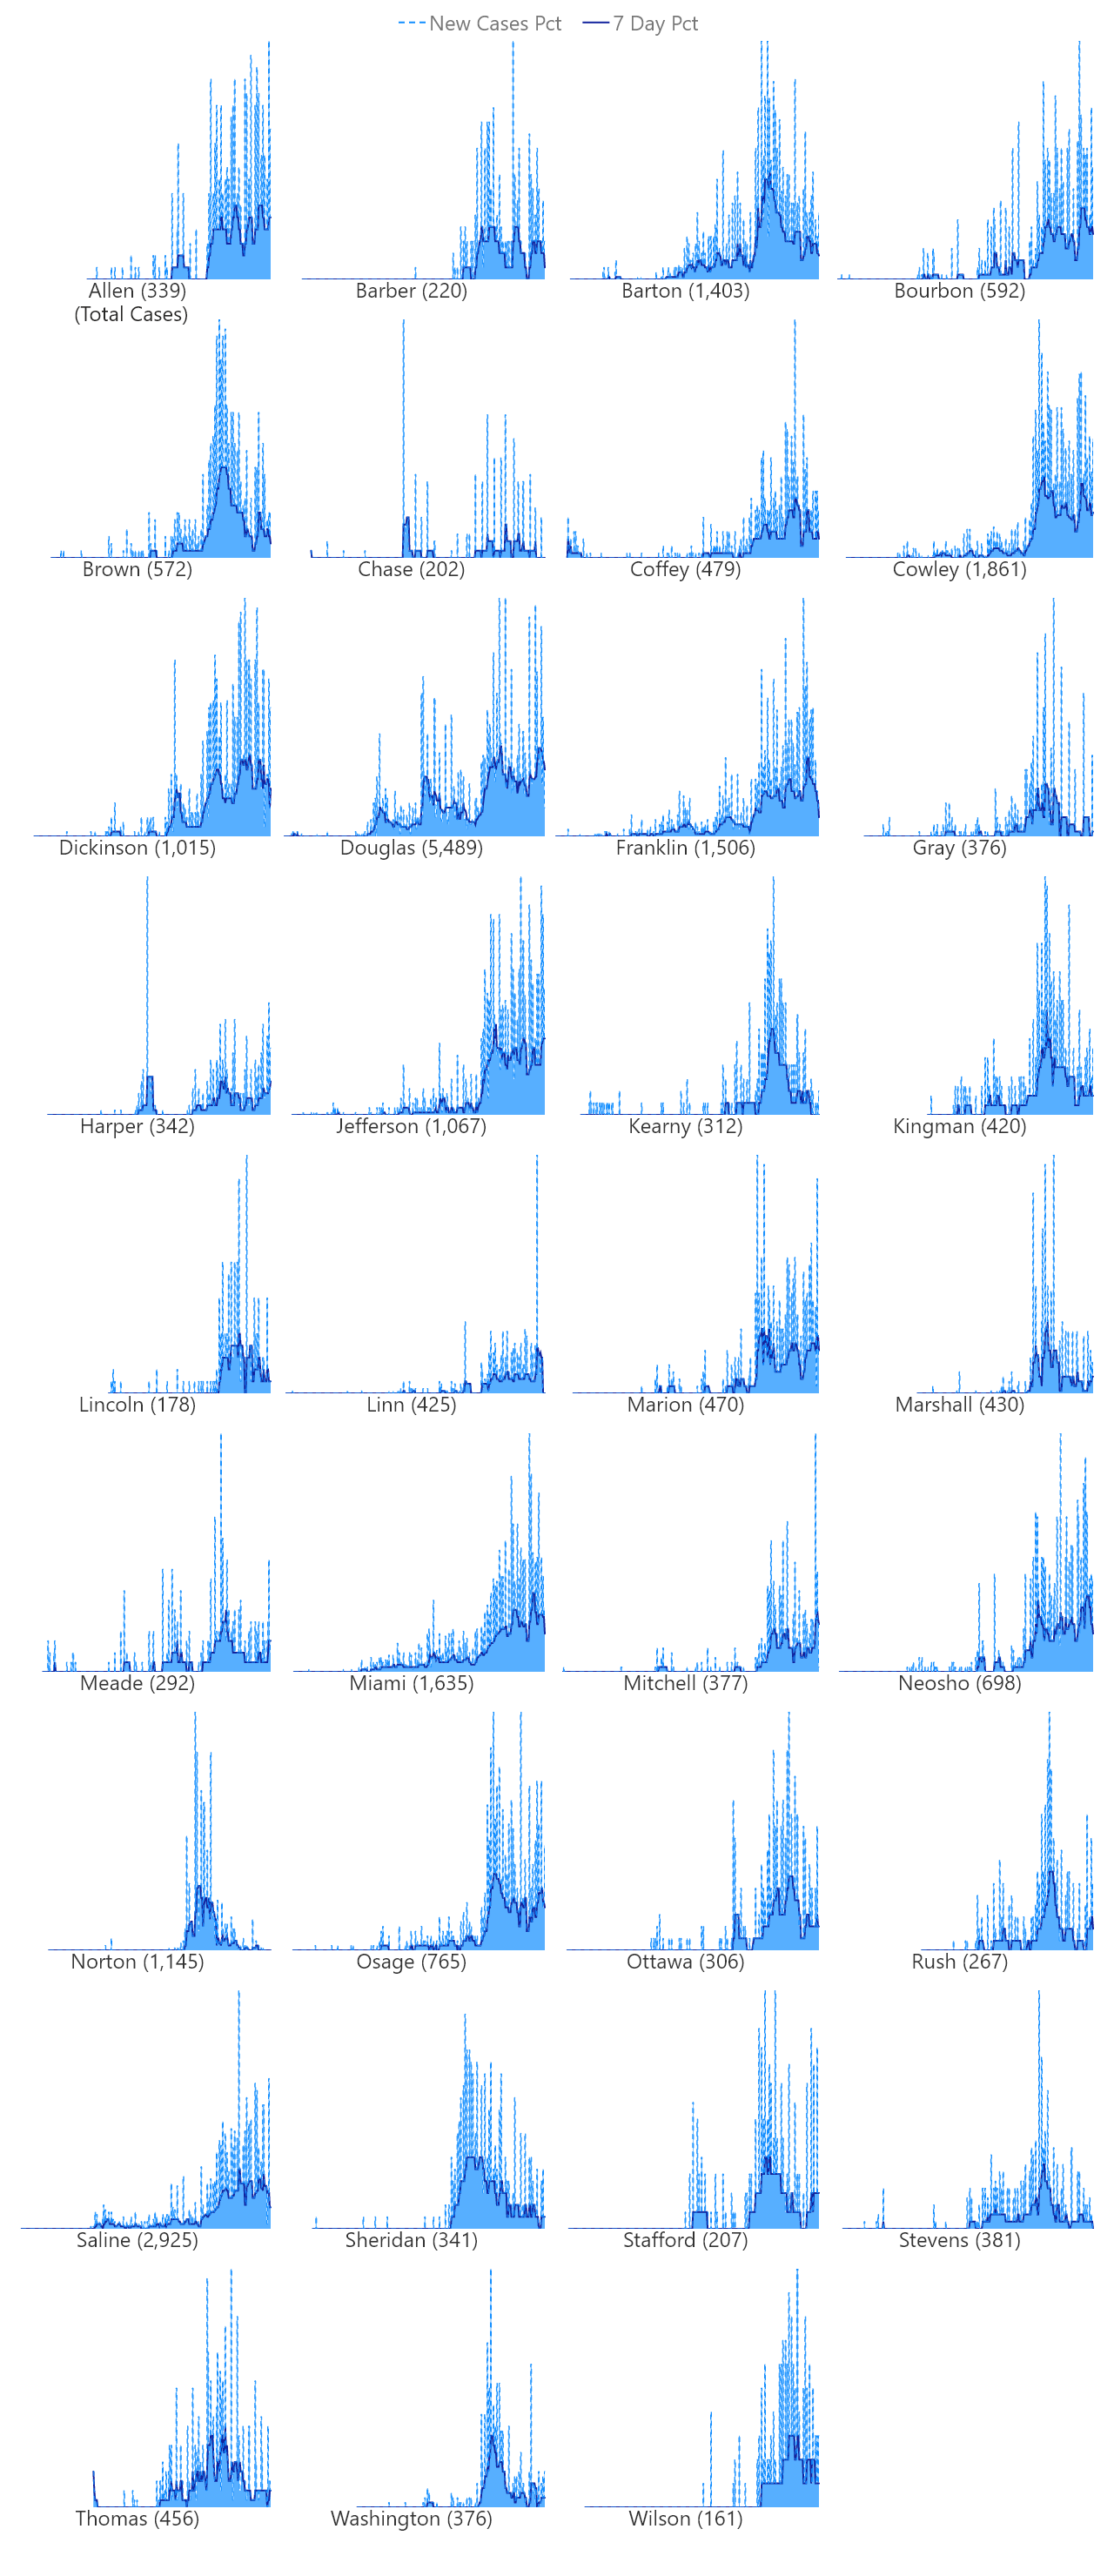 New Cases Pct 7 Day Pct
Allen (339) Barber (220) Barton (1,403) Bourbon (592)
(Total Cases)
Brown (572) Chase (202) Coffey (479) Cowley (1,861)
Dickinson (1,015) Douglas (5,489) Franklin (1,506) Gray (376)
Harper (342) Jefferson (1,067) Kearny (312) Kingman (420)
Lincoln (178) Linn (425) Marion (470) Marshall (430)
Meade (292) Miami (1,635) Mitchell (377) Neosho (698)
Norton (1,145) Osage (765) Ottawa (306) Rush (267)
Saline (2,925) Sheridan (341) Stafford (207) Stevens (381)
Thomas (456) Washington (376) Wilson (161)